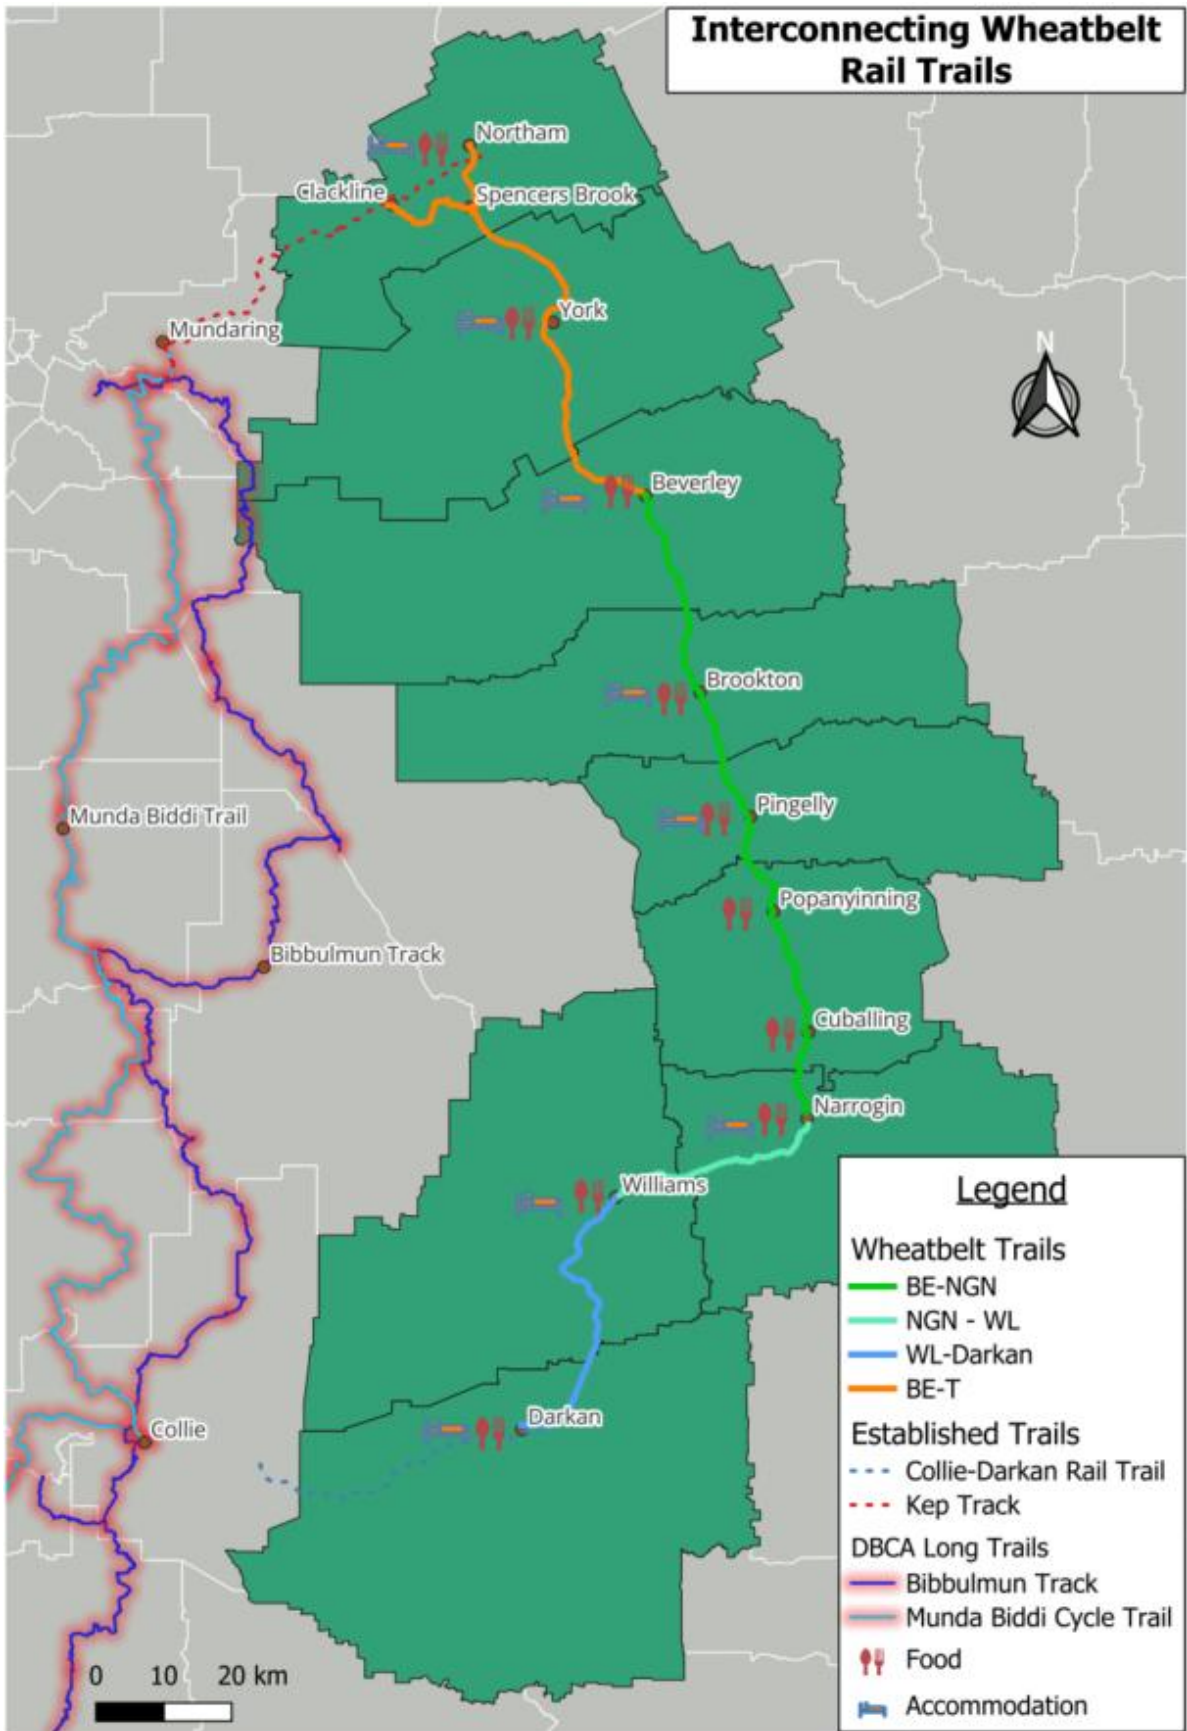 Interconnecting Wheatbelt
Rail Trails
Northam
Clackline
Spencers Brook
York
Mundaring
N
Beverley
Brookton
Pingelly
Munda Biddi Trail
Popanyinning
Bibbulmun Track
Cuballing
Narrogin
Williams
Darkan
Collie
Legend
Wheatbelt Trails
BE-NGN
NGN - WL
WL-Darkan
BE-T
Established Trails
Collie-Darkan Rail Trail
Kep Track
DBCA Long Trails
Bibbulmun Track
Munda Biddi Cycle Trail
Food
Accommodation
0 10 20 km